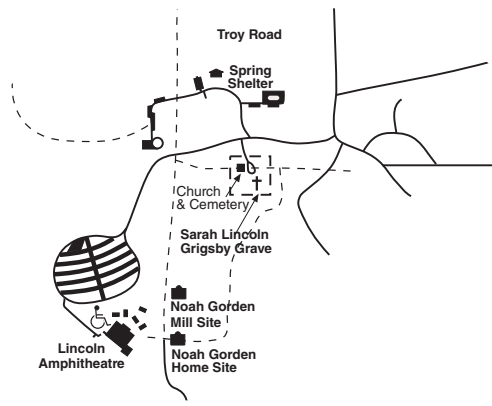 Troy Road
Spring
Shelter
Church
& Cemetery
Sarah Lincoln
Grigsby Grave
Noah Gorden
Mill Site
Lincoln
Amphitheatre
Noah Gorden
Home Site